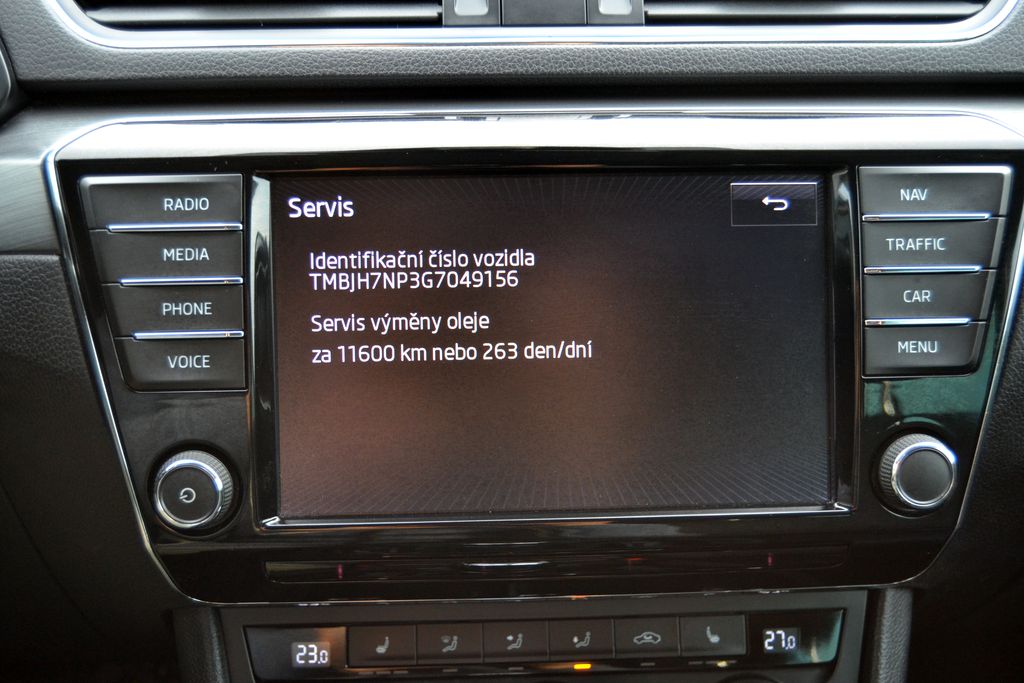 RADIO
MEDIA
PHONE
VOICE
Servis
Identifikační číslo vozidla
TMBJH7NP3G7049156
Servis výměny oleje
za 11600 km nebo 263 den/dní
NAV
TRAFFIC
CAR
MENU
23.0
27.0